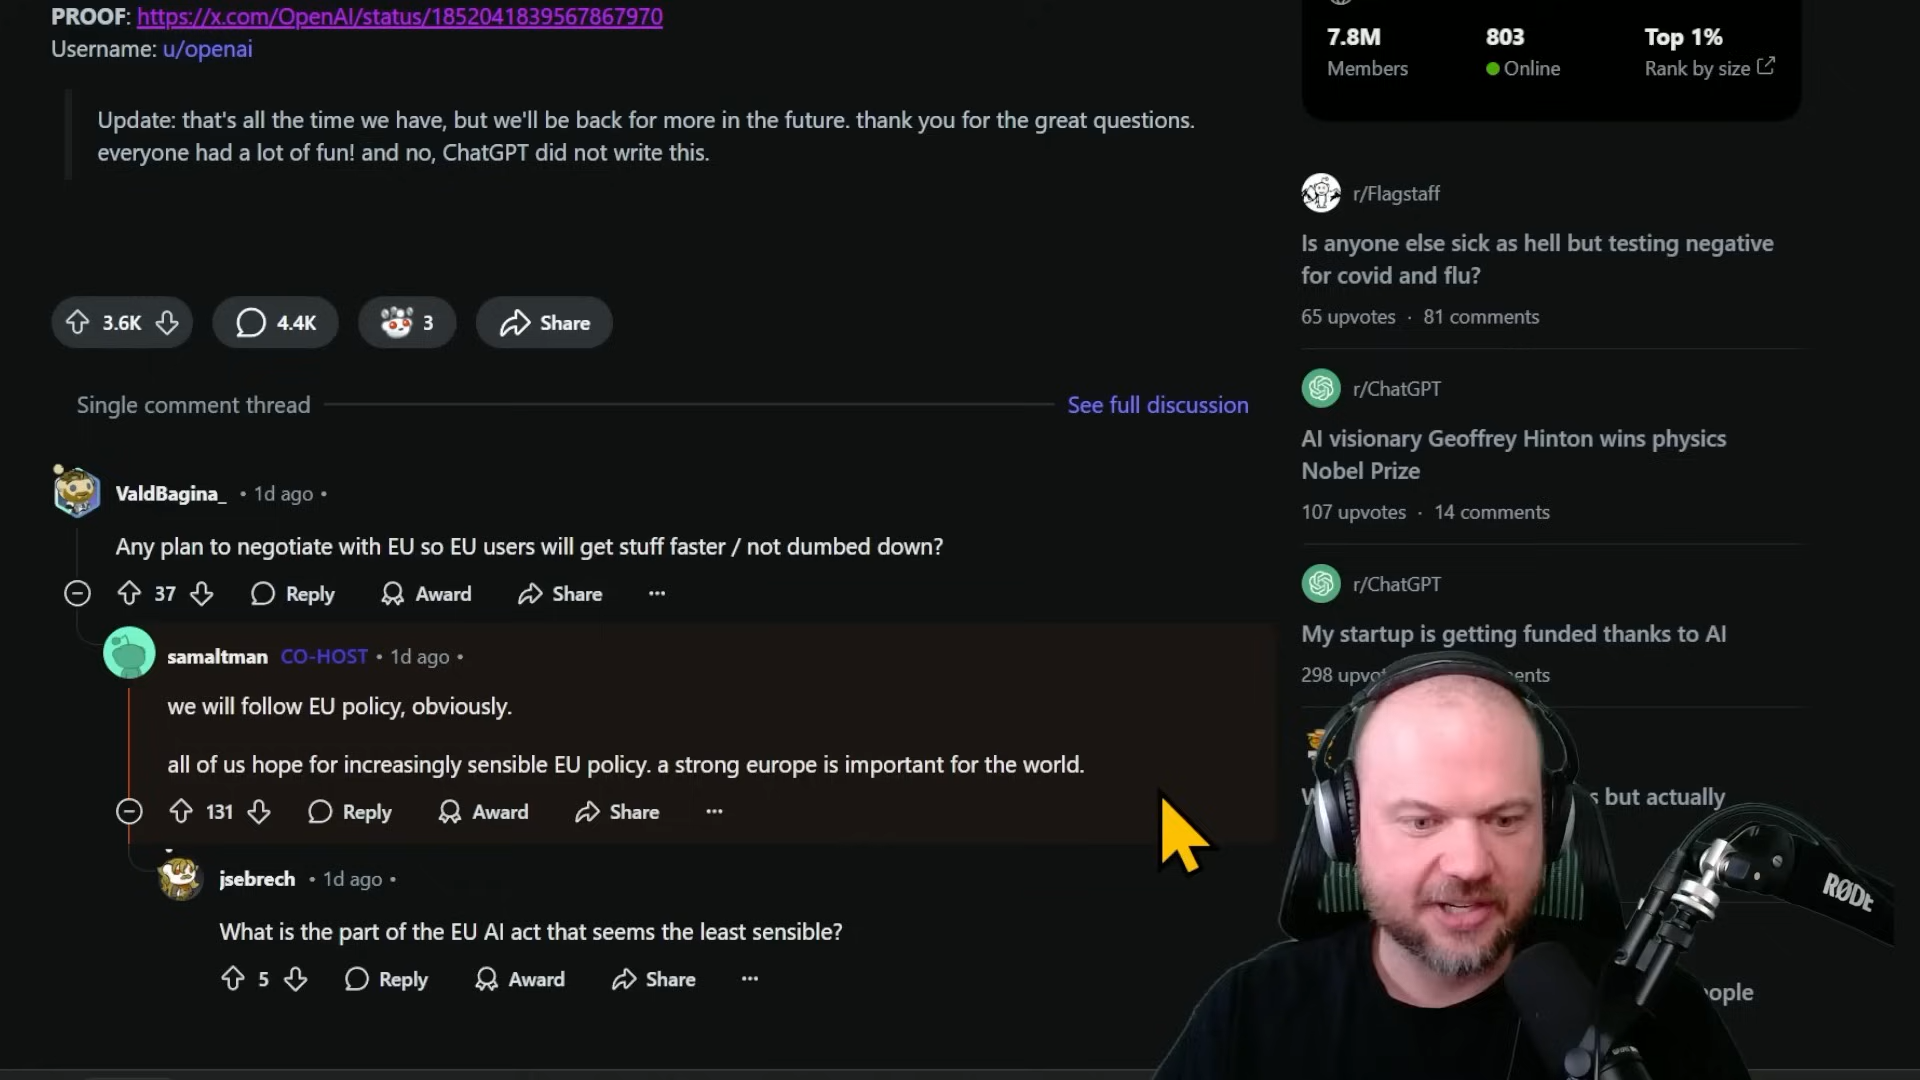 PROOF: https://x.com/OpenAI/status/1852041839567867970
Username: u/openai
Update: that's all the time we have, but we'll be back for more in the future. thank you for the great questions.
everyone had a lot of fun! and no, ChatGPT did not write this.
3.6K
4.4K
3
Share
Single comment thread
See full discussion
ValdBagina_ • 1d ago •
Any plan to negotiate with EU so EU users will get stuff faster / not dumbed down?
37 Reply Award Share ...
samaltman CO-HOST • 1d ago •
we will follow EU policy, obviously.
all of us hope for increasingly sensible EU policy. a strong europe is important for the world.
131 Reply Award Share ...
jsebrech • 1d ago •
What is the part of the EU AI act that seems the least sensible?
5 Reply Award Share ...
7.8M 803 Top 1%
Members Online Rank by size
r/Flagstaff
Is anyone else sick as hell but testing negative
for covid and flu?
65 upvotes · 81 comments
r/ChatGPT
AI visionary Geoffrey Hinton wins physics
Nobel Prize
107 upvotes · 14 comments
r/ChatGPT
My startup is getting funded thanks to AI
298
but actually
RØDE